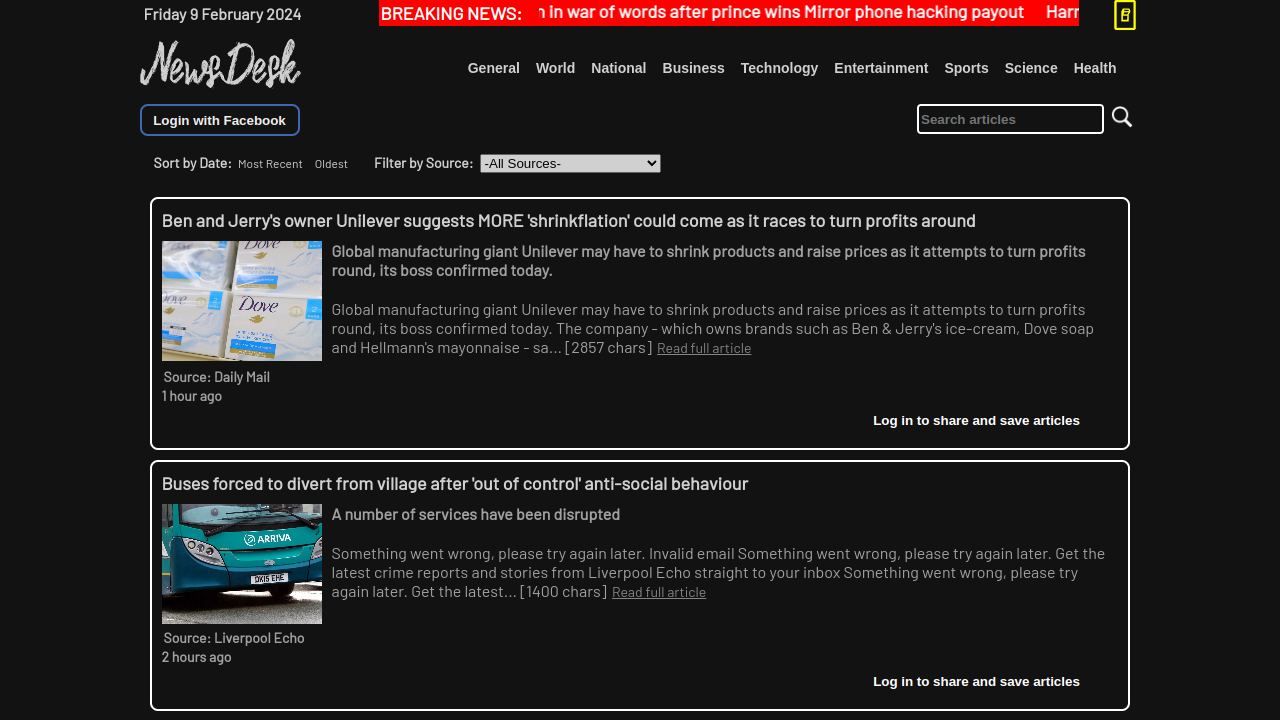 Friday 9 February 2024
BREAKING NEWS: in war of words after prince wins Mirror phone hacking payout Harr
NewsDesk
General World National Business Technology Entertainment Sports Science Health
Login with Facebook
Search articles
Sort by Date: Most Recent Oldest Filter by Source: -All Sources-
Ben and Jerry's owner Unilever suggests MORE 'shrinkflation' could come as it races to turn profits around
Global manufacturing giant Unilever may have to shrink products and raise prices as it attempts to turn profits
round, its boss confirmed today.
Global manufacturing giant Unilever may have to shrink products and raise prices as it attempts to turn profits
round, its boss confirmed today. The company - which owns brands such as Ben & Jerry's ice-cream, Dove soap
and Hellmann's mayonnaise - sa... [2857 chars] Read full article
Dove
Dove
Dove
Dove
Source: Daily Mail
1 hour ago
Log in to share and save articles
Buses forced to divert from village after 'out of control' anti-social behaviour
A number of services have been disrupted
Something went wrong, please try again later. Invalid email Something went wrong, please try again later. Get the
latest crime reports and stories from Liverpool Echo straight to your inbox Something went wrong, please try
again later. Get the latest... [1400 chars] Read full article
ARRIVA
DK15 EHE
Source: Liverpool Echo
2 hours ago
Log in to share and save articles